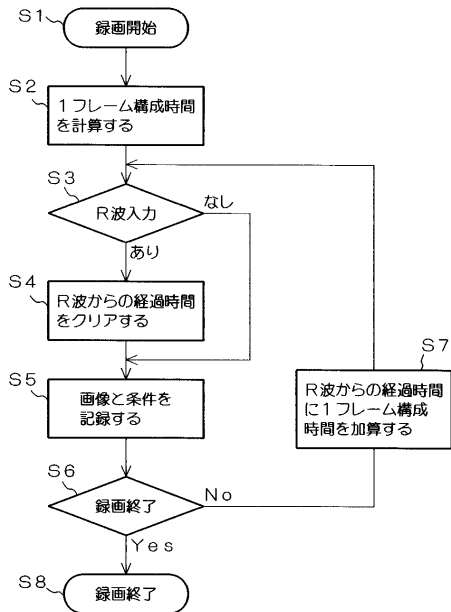 S1
録画開始
S2
1フレーム構成時間
を計算する
S3
R波入力
なし
あり
S4
R波からの経過時間
をクリアする
S5
画像と条件を
記録する
S7
R波からの経過時間
に1フレーム構成
時間を加算する
S6
録画終了
No
Yes
S8
録画終了